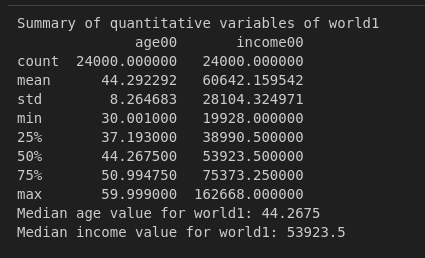 Summary of quantitative variables of world1
age00 income00
count 24000.000000 24000.000000
mean 44.292292 60642.159542
std 8.264683 28104.324971
min 30.001000 19928.000000
25% 37.193000 38990.500000
50% 44.267500 53923.500000
75% 50.994750 75373.250000
max 59.999000 162668.000000
Median age value for world1: 44.2675
Median income value for world1: 53923.5